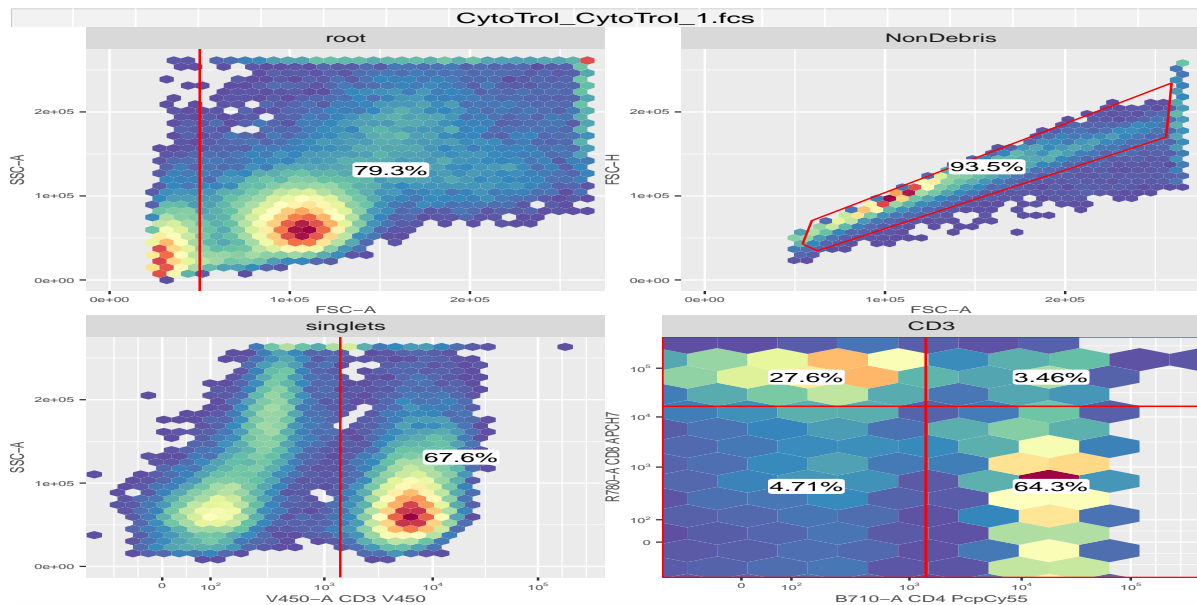 CytoTrol_CytoTrol_1.fcs
root
SSC-A
2e+05
1e+05
0e+00
79.3%
0e+00
1e+05
2e+05
FSC-A
NonDebris
FSC-H
2e+05
1e+05
0e+00
93.5%
0e+00
1e+05
2e+05
FSC-A
singlets
SSC-A
2e+05
1e+05
0e+00
67.6%
0
10²
10³
10⁴
10⁵
V450-A CD3 V450
CD3
R780-A CD8 APCH7
10⁵
10⁴
10³
10²
0
27.6%
3.46%
4.71%
64.3%
0
10²
10³
10⁴
10⁵
B710-A CD4 PcpCy55